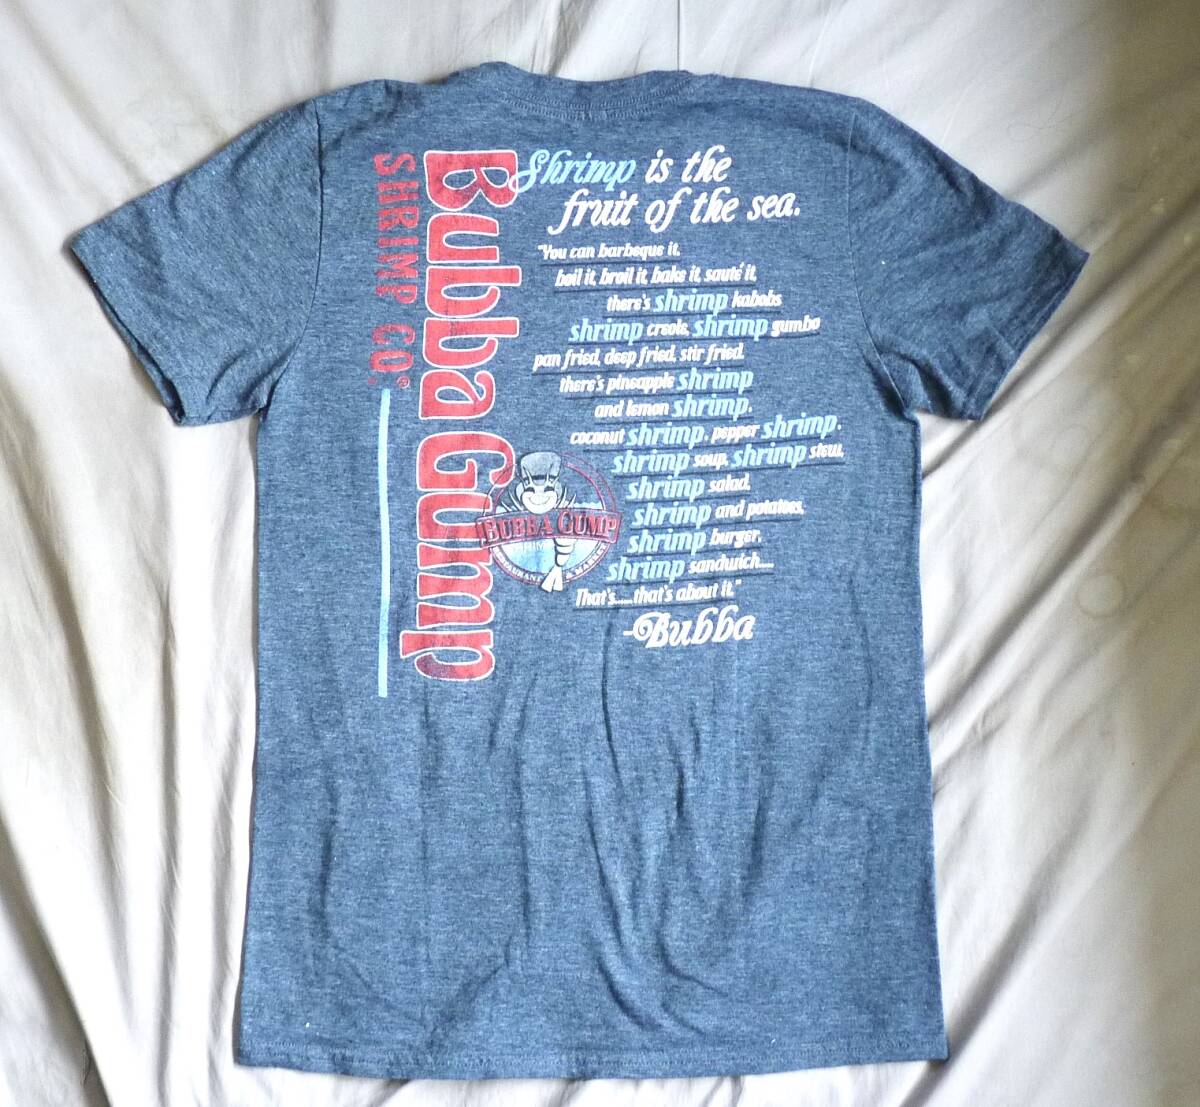 Bubba Gump
SHRIMP CO.®
Shrimp is the
fruit of the sea.
"You can barbeque it,
boil it, broil it, bake it, sauté it,
there's shrimp kabobs
shrimp creole, shrimp gumbo
pan fried, deep fried, stir fried.
there's pineapple shrimp
and lemon shrimp,
coconut shrimp, pepper shrimp,
shrimp soup, shrimp stew,
shrimp salad,
shrimp and potatoes,
shrimp burger,
shrimp sandwich.....
That's.....that's about it."
-Bubba
BUBBA GUMP
& MARKET